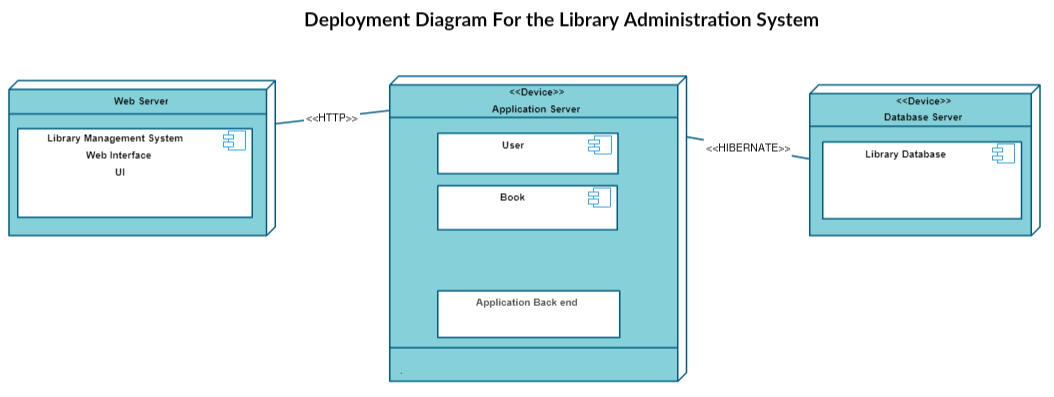 Deployment Diagram For the Library Administration System
Web Server
Library Management System
Web Interface
UI
<<HTTP>>
<<Device>>
Application Server
User
Book
Application Back end
.
<<HIBERNATE>>
<<Device>>
Database Server
Library Database